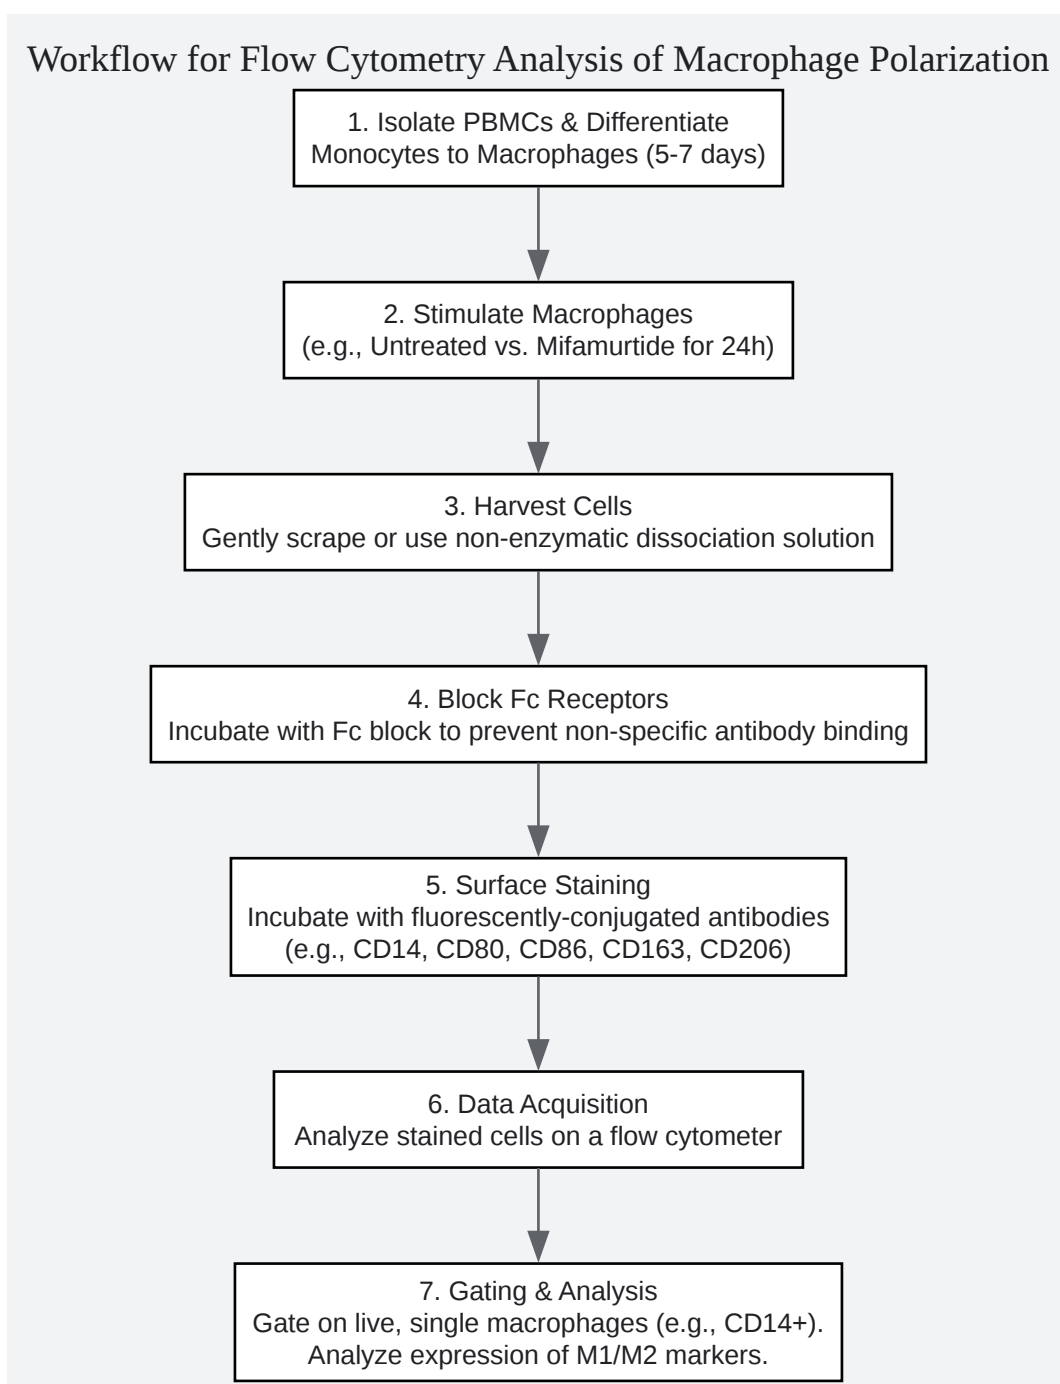 Workflow for Flow Cytometry Analysis of Macrophage Polarization
1. Isolate PBMCs & Differentiate
Monocytes to Macrophages (5-7 days)
2. Stimulate Macrophages
(e.g., Untreated vs. Mifamurtide for 24h)
3. Harvest Cells
Gently scrape or use non-enzymatic dissociation solution
4. Block Fc Receptors
Incubate with Fc block to prevent non-specific antibody binding
5. Surface Staining
Incubate with fluorescently-conjugated antibodies
(e.g., CD14, CD80, CD86, CD163, CD206)
6. Data Acquisition
Analyze stained cells on a flow cytometer
7. Gating & Analysis
Gate on live, single macrophages (e.g., CD14+).
Analyze expression of M1/M2 markers.